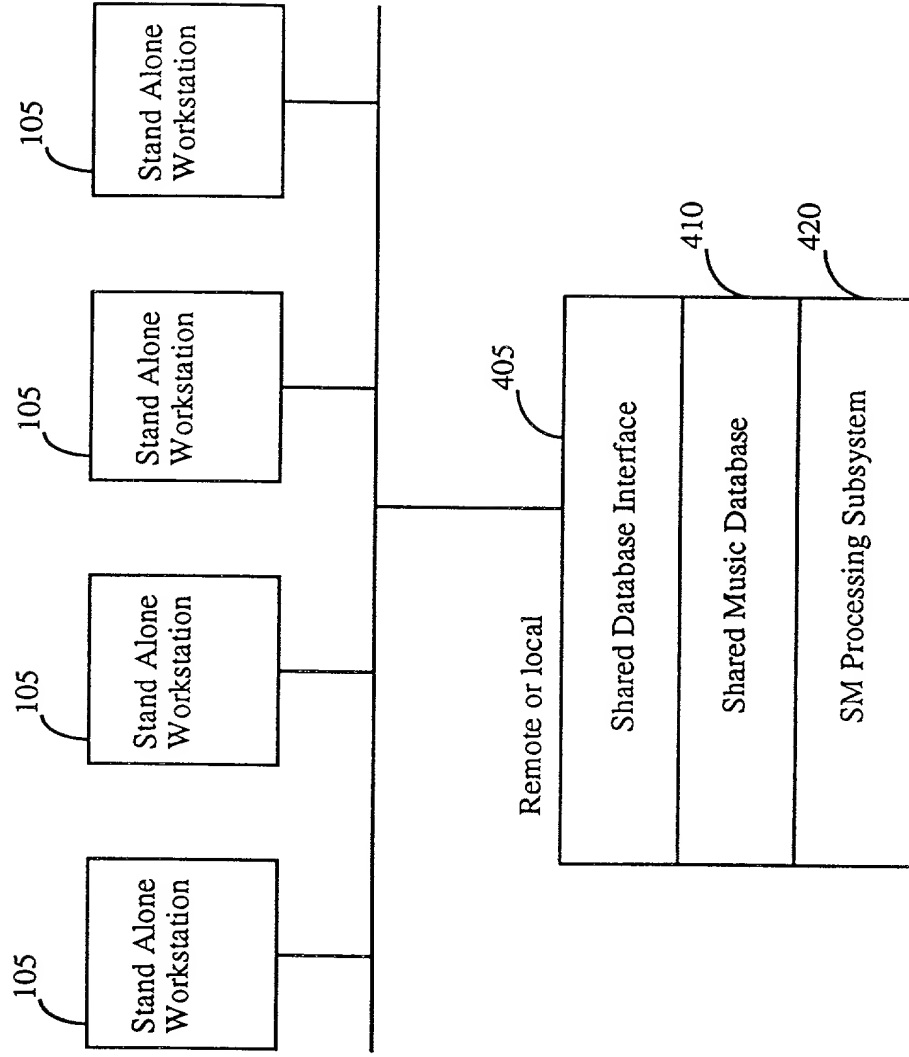 105
105
105
105
Stand Alone
Workstation
Stand Alone
Workstation
Stand Alone
Workstation
Stand Alone
Workstation
Remote or local
405
Shared Database Interface
410
Shared Music Database
420
SM Processing Subsystem